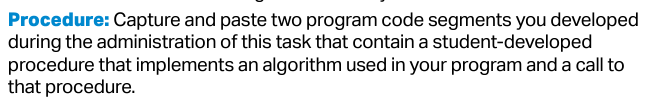 Procedure: Capture and paste two program code segments you developed
during the administration of this task that contain a student-developed
procedure that implements an algorithm used in your program and a call to
that procedure.